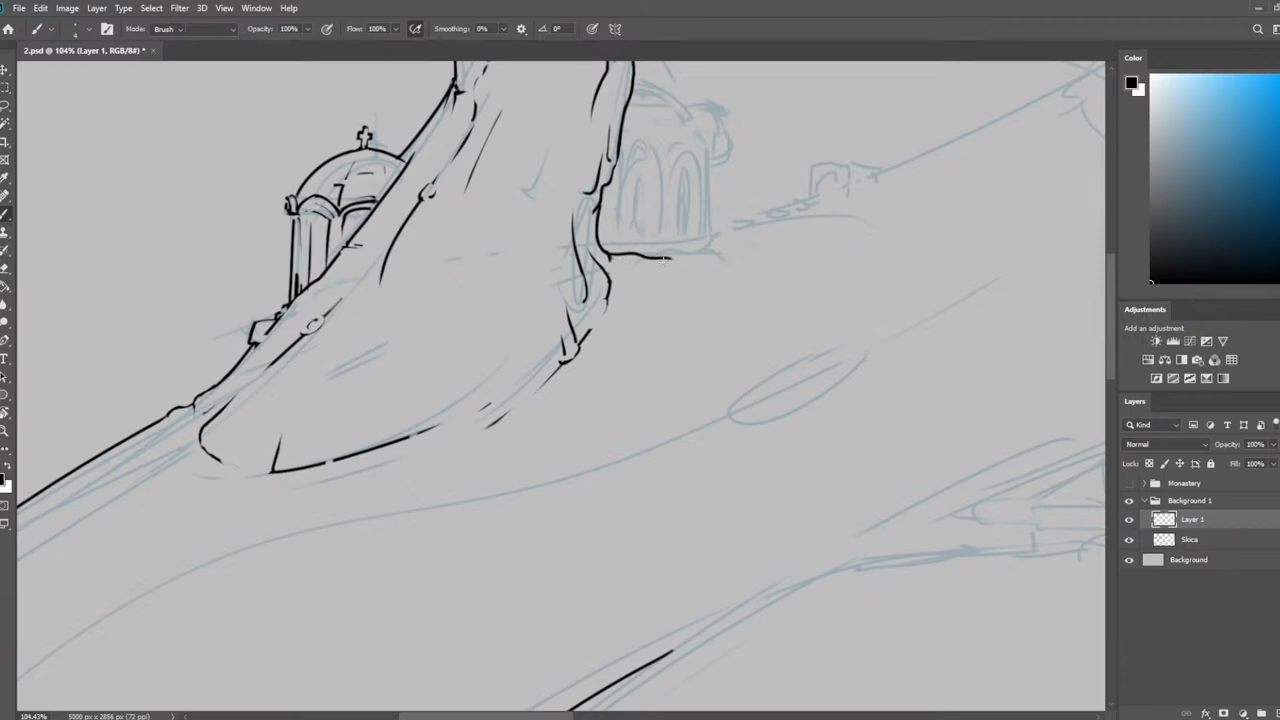 File Edit Image Layer Type Select Filter 3D View Window Help
Mode: Brush Opacity: 100% Flow: 100% Smoothing: 0% 0°
2.psd @ 104% (Layer 1, RGB/8#) * ×
Color
Adjustments
Add an adjustment
Layers
Kind
Normal Opacity: 100%
Lock: Fill: 100%
Monastery
Background 1
Layer 1
Skica
Background
104.43% 5000 px x 2856 px (72 ppi)